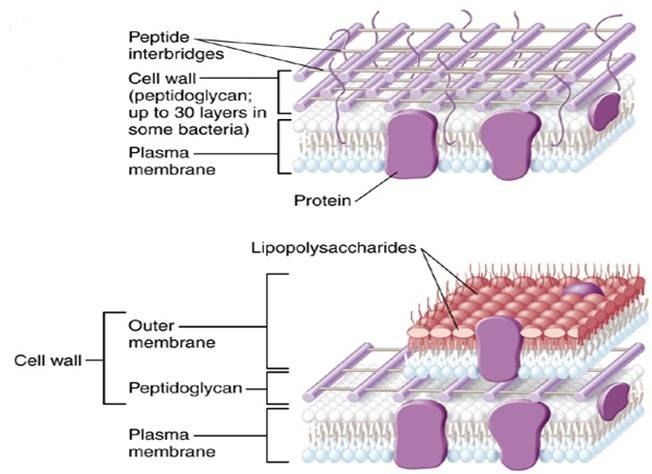 Peptide
interbridges
Cell wall
(peptidoglycan;
up to 30 layers in
some bacteria)
Plasma
membrane
Protein
Lipopolysaccharides
Outer
membrane
Cell wall
Peptidoglycan
Plasma
membrane